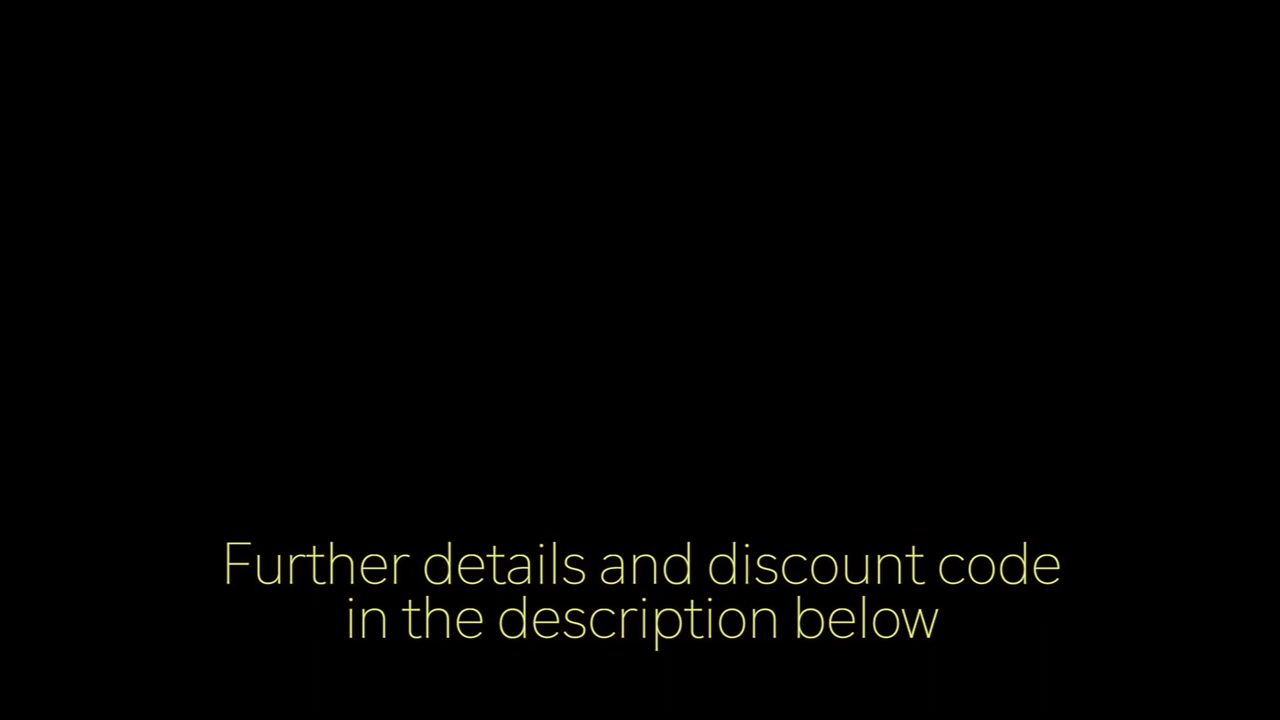 Further details and discount code
in the description below